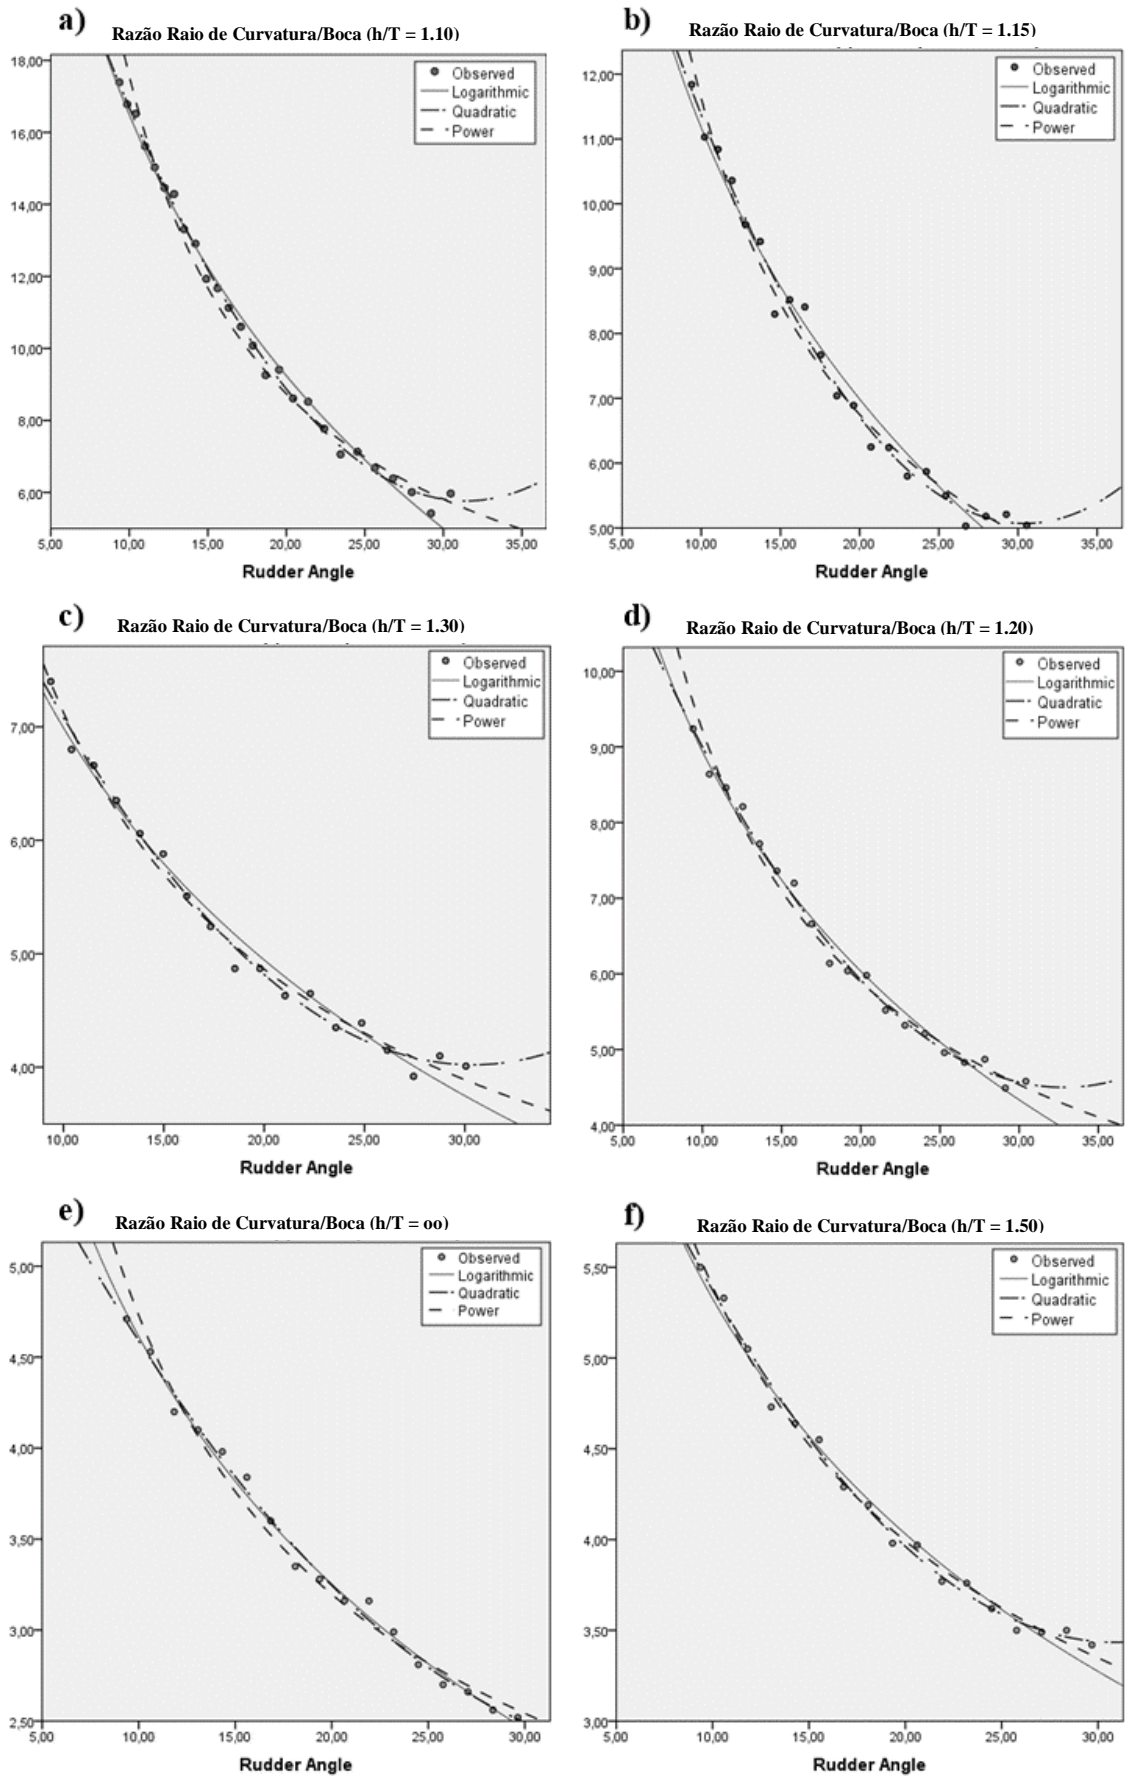 a)
Razão Raio de Curvatura/Boca (h/T = 1.10)
Observed
Logarithmic
Quadratic
Power
18,00
16,00
14,00
12,00
10,00
8,00
6,00
5,00 10,00 15,00 20,00 25,00 30,00 35,00
Rudder Angle
b)
Razão Raio de Curvatura/Boca (h/T = 1.15)
Observed
Logarithmic
Quadratic
Power
12,00
11,00
10,00
9,00
8,00
7,00
6,00
5,00
5,00 10,00 15,00 20,00 25,00 30,00 35,00
Rudder Angle
c)
Razão Raio de Curvatura/Boca (h/T = 1.30)
Observed
Logarithmic
Quadratic
Power
7,00
6,00
5,00
4,00
10,00 15,00 20,00 25,00 30,00
Rudder Angle
d)
Razão Raio de Curvatura/Boca (h/T = 1.20)
Observed
Logarithmic
Quadratic
Power
10,00
9,00
8,00
7,00
6,00
5,00
4,00
5,00 10,00 15,00 20,00 25,00 30,00 35,00
Rudder Angle
e)
Razão Raio de Curvatura/Boca (h/T = oo)
Observed
Logarithmic
Quadratic
Power
5,00
4,50
4,00
3,50
3,00
2,50
5,00 10,00 15,00 20,00 25,00 30,00
Rudder Angle
f)
Razão Raio de Curvatura/Boca (h/T = 1.50)
Observed
Logarithmic
Quadratic
Power
5,50
5,00
4,50
4,00
3,50
3,00
5,00 10,00 15,00 20,00 25,00 30,00
Rudder Angle